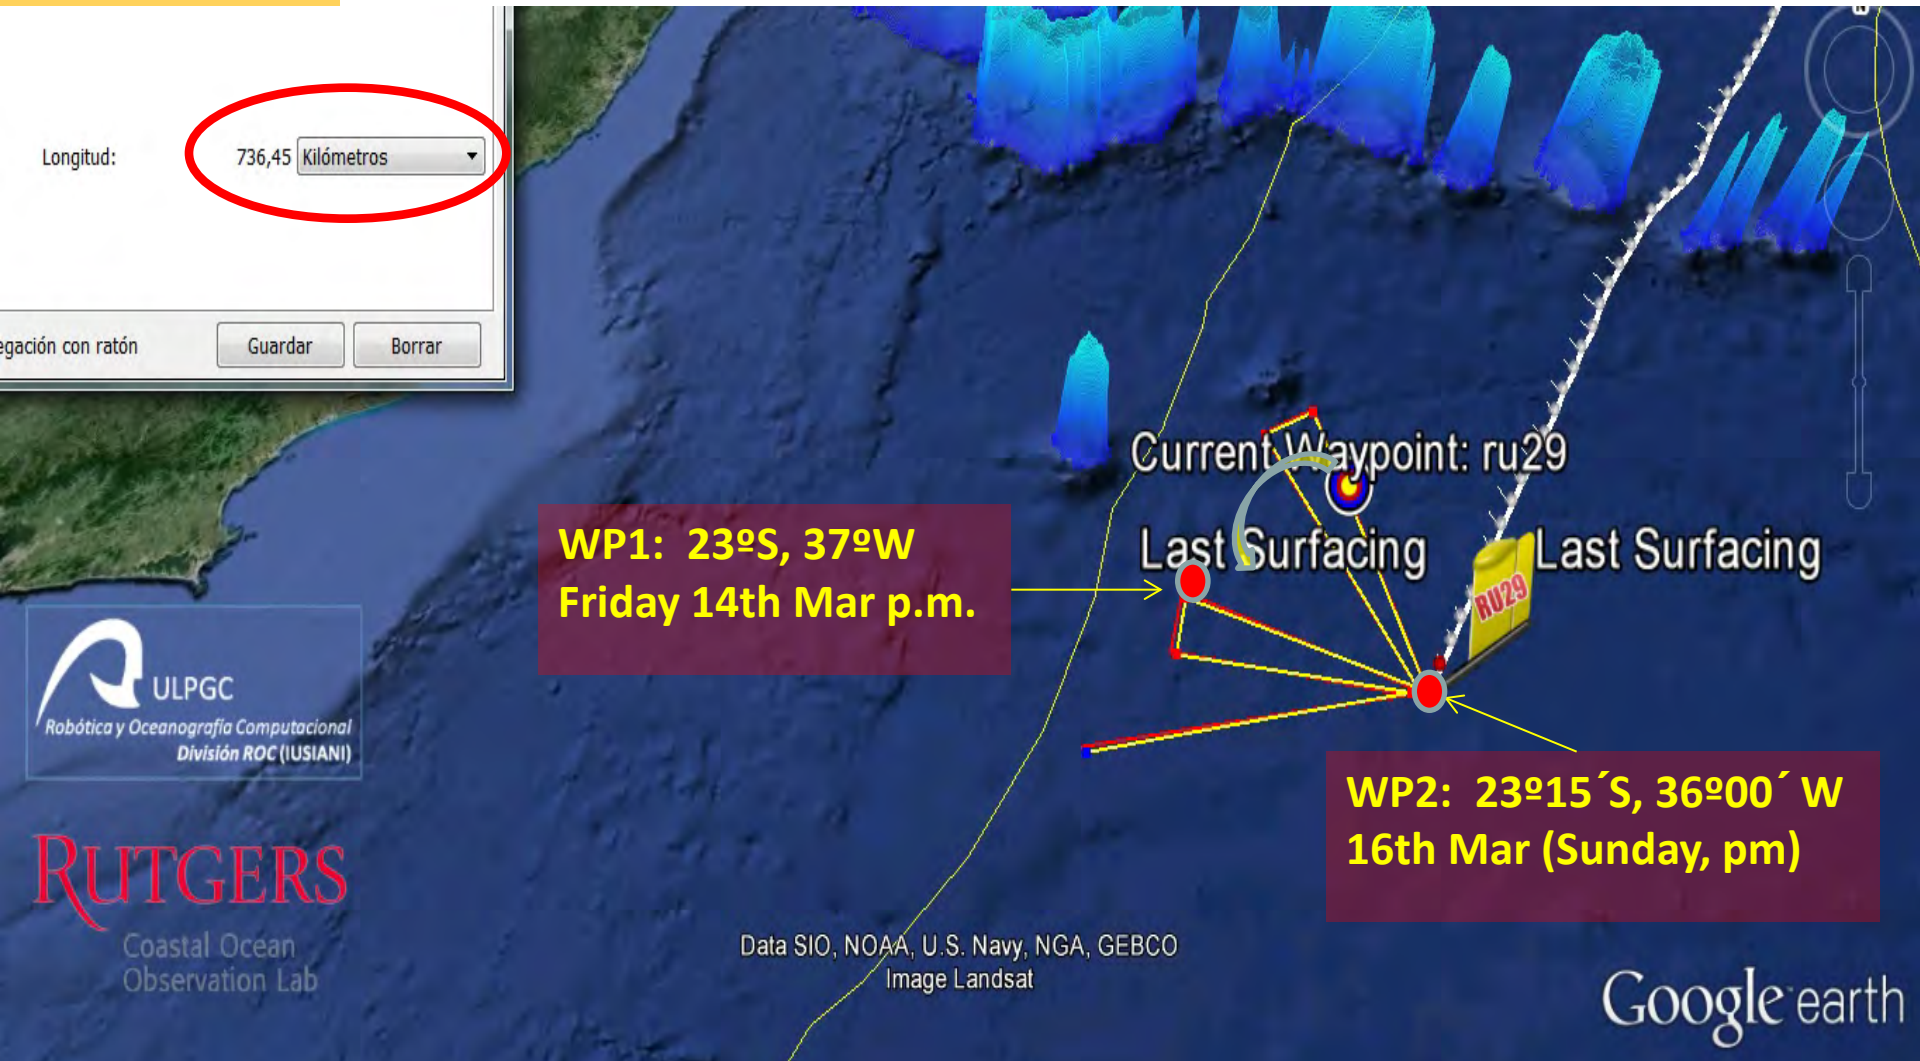 Longitud: 736,45 Kilómetros
egación con ratón Guardar Borrar
N
Current Waypoint: ru29
Last Surfacing
Last Surfacing
RU29
WP1: 23ºS, 37ºW
Friday 14th Mar p.m.
WP2: 23º15´S, 36º00´ W
16th Mar (Sunday, pm)
ULPGC
Robótica y Oceanografía Computacional
División ROC (IUSIANI)
RUTGERS
Coastal Ocean
Observation Lab
Data SIO, NOAA, U.S. Navy, NGA, GEBCO
Image Landsat
Google earth